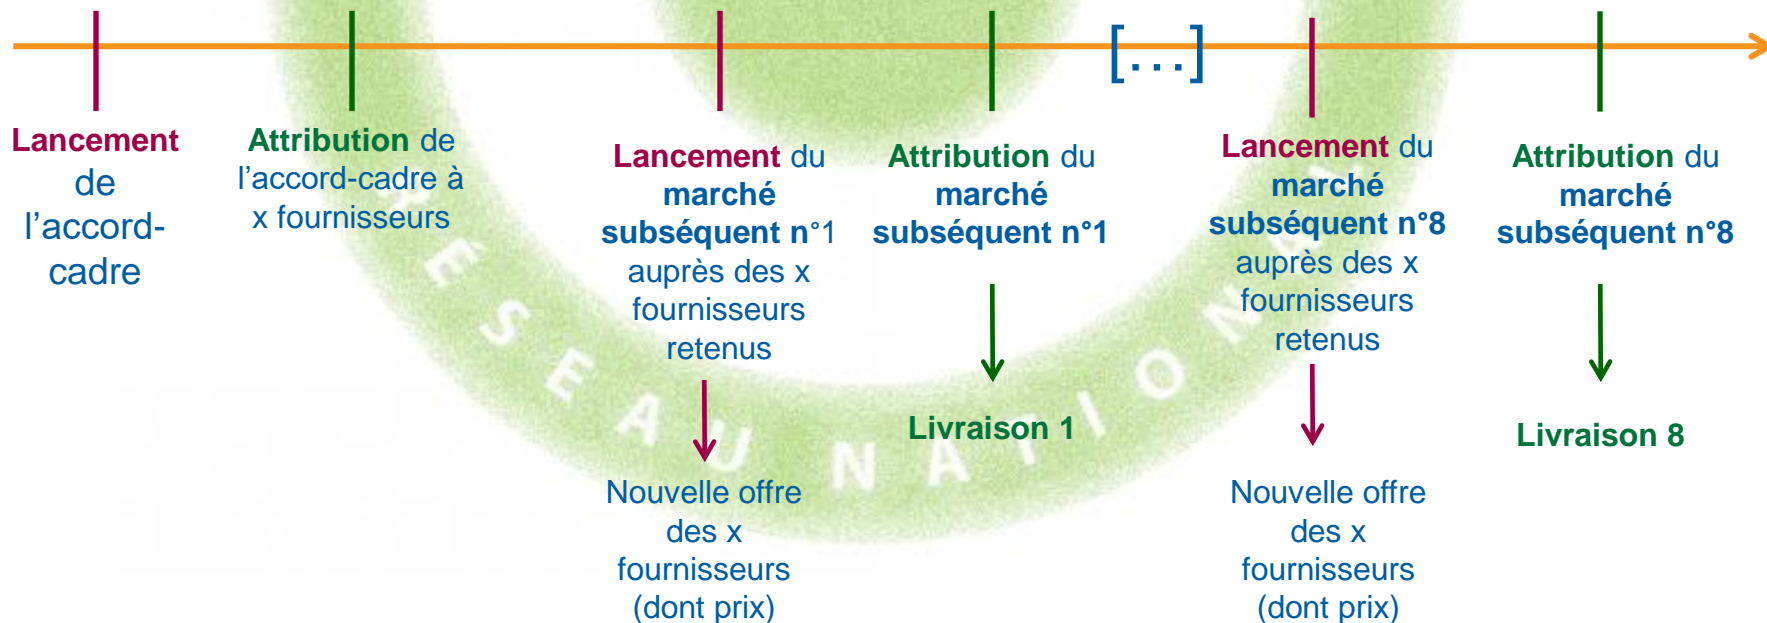 [...]
Lancement
de
l'accord-
cadre
Attribution de
l'accord-cadre à
x fournisseurs
Lancement du
marché
subséquent n°1
auprès des x
fournisseurs
retenus
Nouvelle offre
des x
fournisseurs
(dont prix)
Attribution du
marché
subséquent n°1
Livraison 1
Lancement du
marché
subséquent n°8
auprès des x
fournisseurs
retenus
Nouvelle offre
des x
fournisseurs
(dont prix)
Attribution du
marché
subséquent n°8
Livraison 8
RÉSEAU NATIONAL